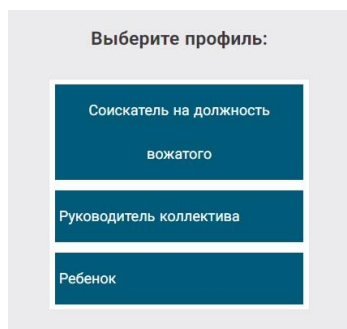 Выберите профиль:
Соискатель на должность
вожатого
Руководитель коллектива
Ребенок